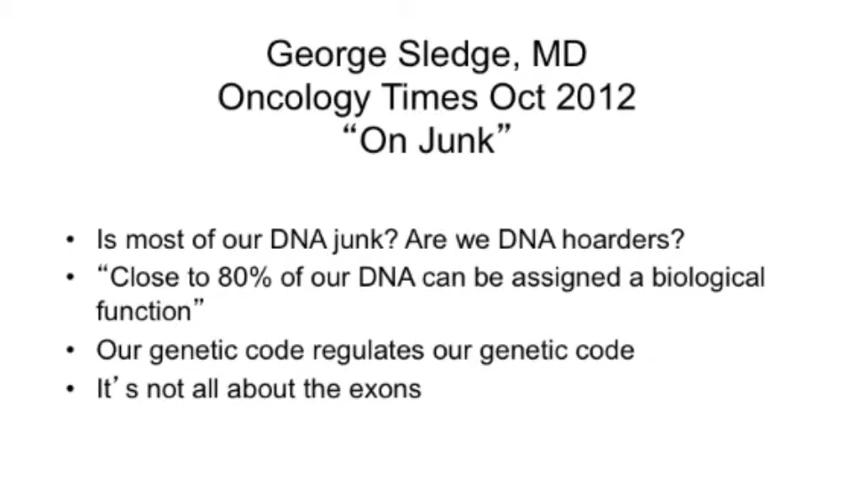 George Sledge, MD
Oncology Times Oct 2012
“On Junk”
• Is most of our DNA junk? Are we DNA hoarders?
• “Close to 80% of our DNA can be assigned a biological
function”
• Our genetic code regulates our genetic code
• It’s not all about the exons